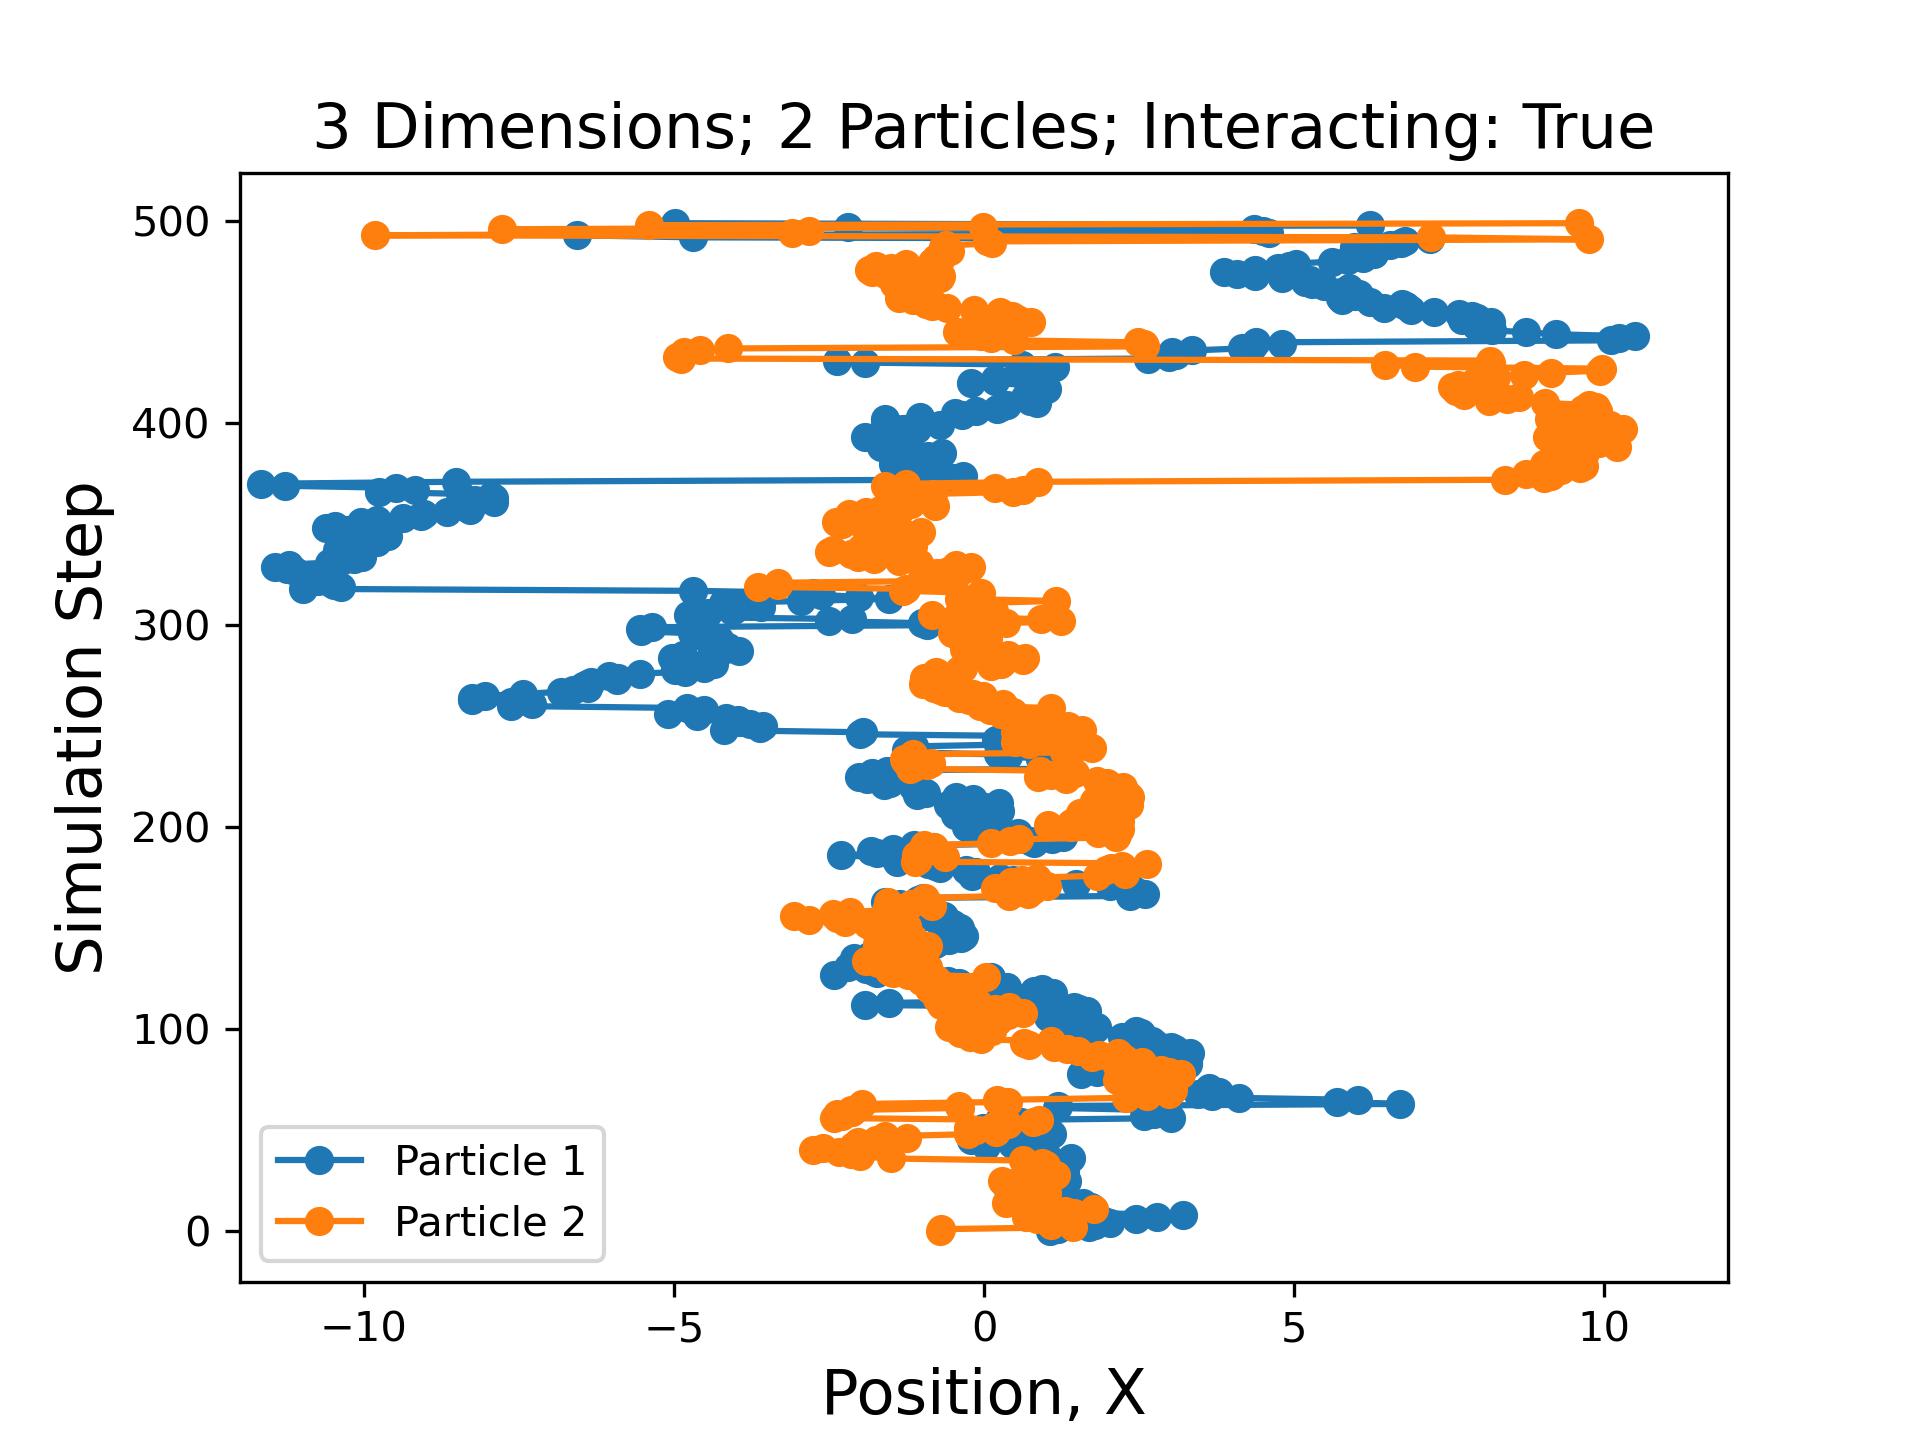 3 Dimensions; 2 Particles; Interacting: True
Simulation Step
500
400
300
200
100
0
Particle 1
Particle 2
−10
−5
0
5
10
Position, X